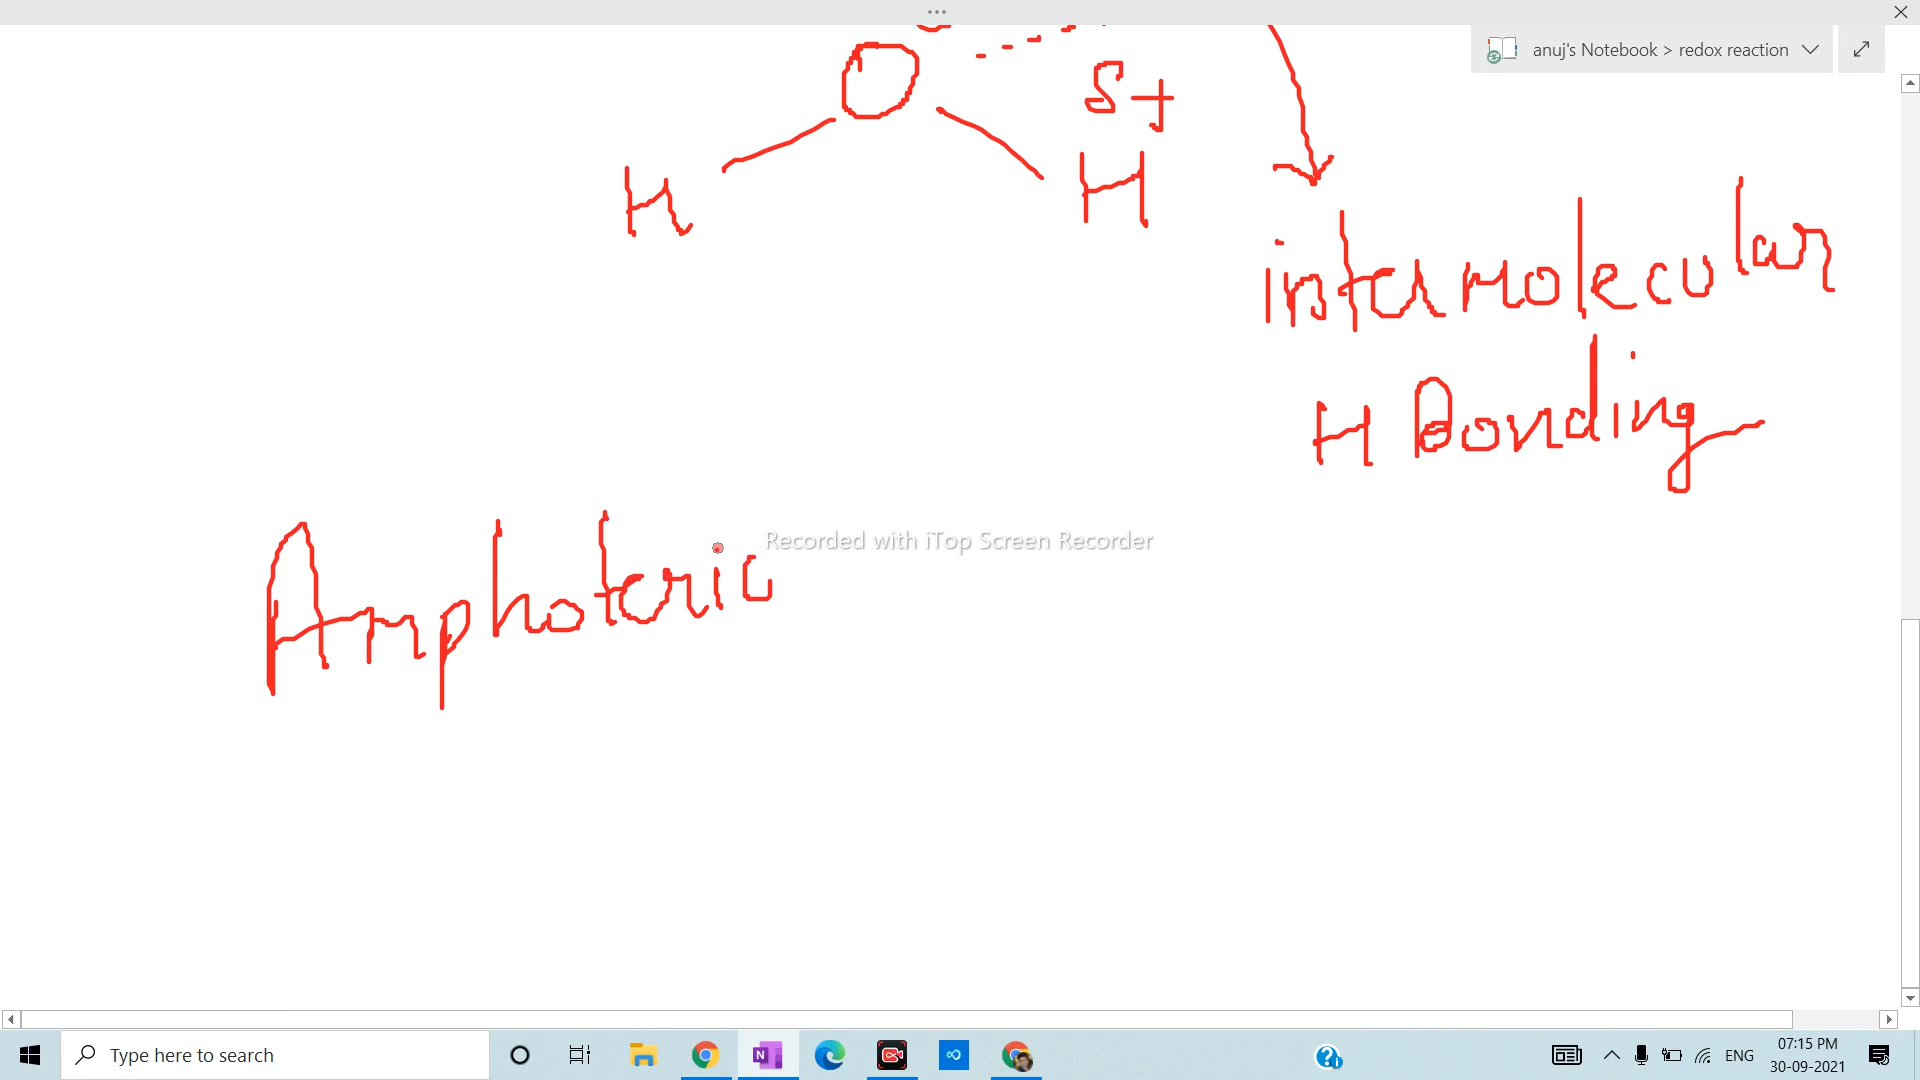 anuj's Notebook > redox reaction
O
δ+
H
H
intermolecular
H Bonding
Recorded with iTop Screen Recorder
Amphoteric
Type here to search
ENG
07:15 PM
30-09-2021